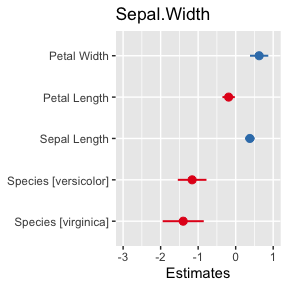 Sepal.Width
Petal Width
Petal Length
Sepal Length
Species [versicolor]
Species [virginica]
-3 -2 -1 0 1
Estimates